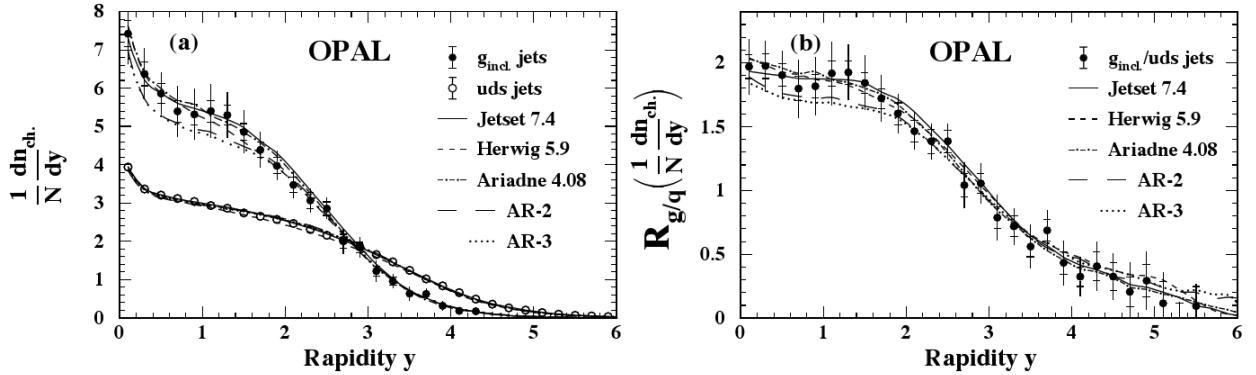 (a)
OPAL
g_incl. jets
uds jets
Jetset 7.4
Herwig 5.9
Ariadne 4.08
AR-2
AR-3
1/N dn_ch./dy
8
7
6
5
4
3
2
1
0
0 1 2 3 4 5 6
Rapidity y
(b)
OPAL
g_incl./uds jets
Jetset 7.4
Herwig 5.9
Ariadne 4.08
AR-2
AR-3
R_g/q (1/N dn_ch./dy)
2
1.5
1
0.5
0
0 1 2 3 4 5 6
Rapidity y